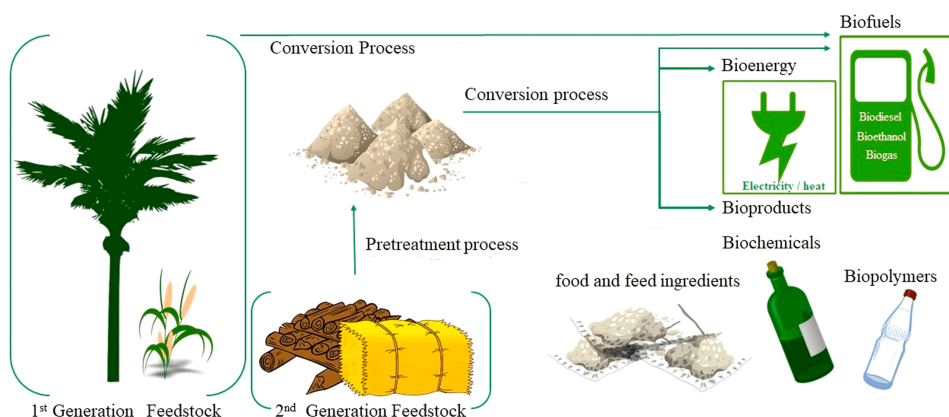 Biofuels
Conversion Process
Bioenergy
Conversion process
Biodiesel
Bioethanol
Biogas
Electricity / heat
Bioproducts
Pretreatment process
Biochemicals
food and feed ingredients
Biopolymers
1st Generation Feedstock
2nd Generation Feedstock